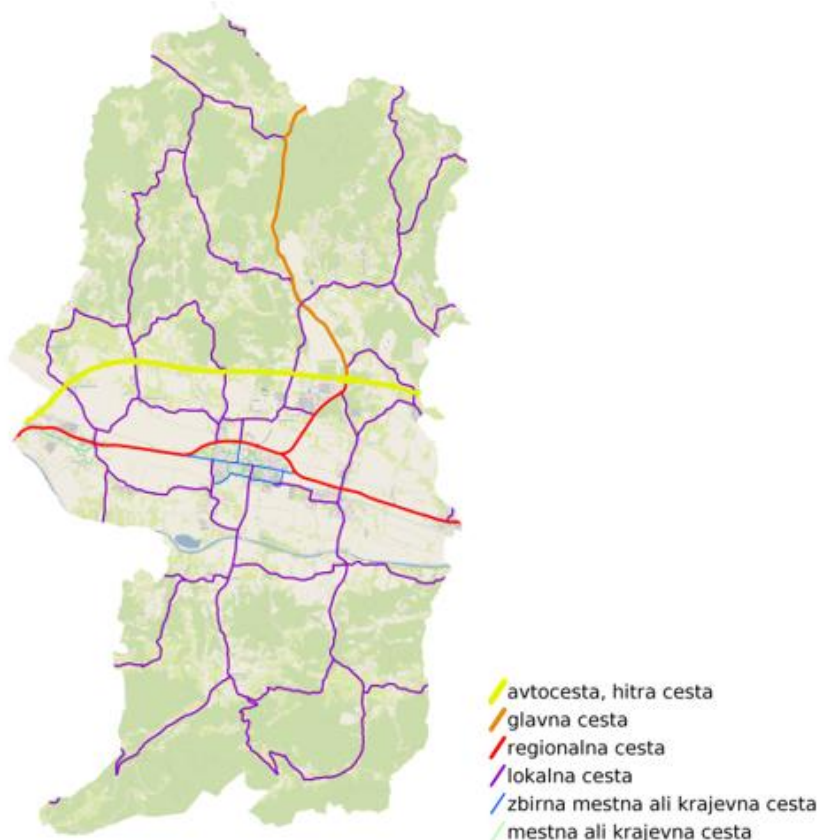 avtocesta, hitra cesta
glavna cesta
regionalna cesta
lokalna cesta
zbirna mestna ali krajevna cesta
mestna ali krajevna cesta